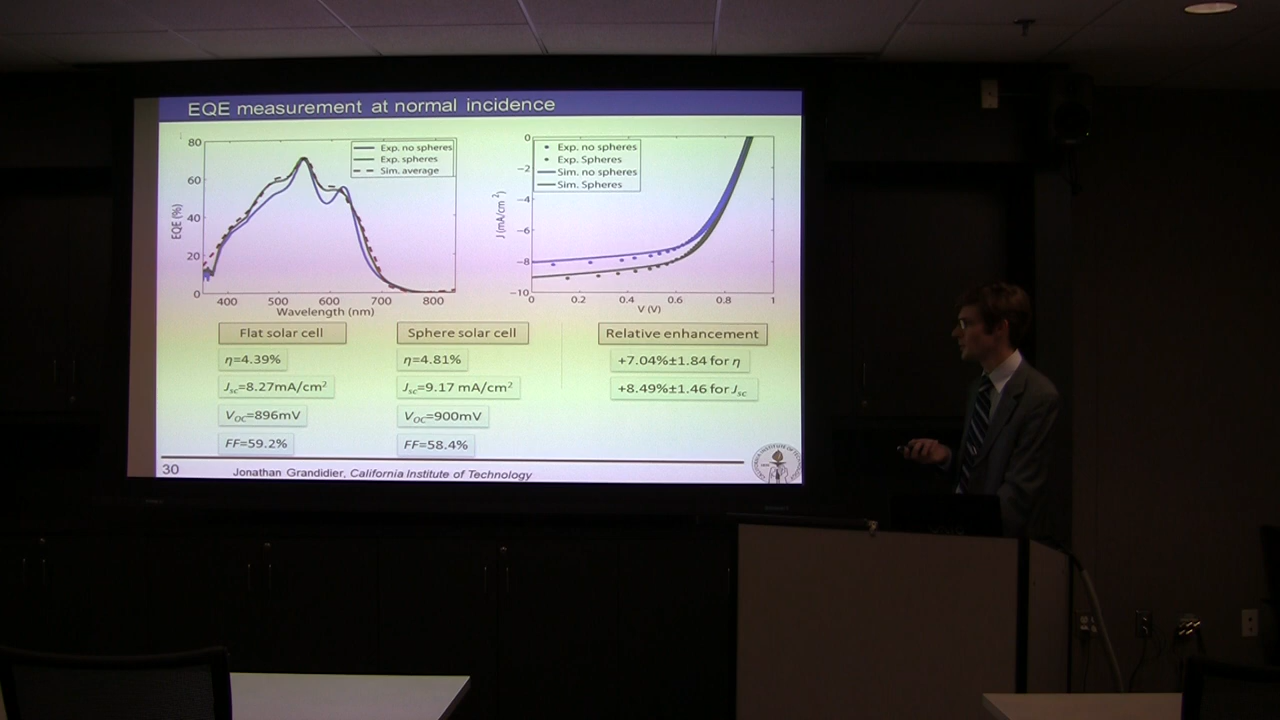 EQE measurement at normal incidence
80
60
40
20
0
EQE (%)
400 500 600 700 800
Wavelength (nm)
Exp. no spheres
Exp. spheres
Sim. average
0
−2
−4
−6
−8
−10
J (mA/cm²)
0 0.2 0.4 0.6 0.8 1
V (V)
Exp. no spheres
Exp. Spheres
Sim. no spheres
Sim. Spheres
Flat solar cell
η=4.39%
Jsc=8.27mA/cm²
VOC=896mV
FF=59.2%
Sphere solar cell
η=4.81%
Jsc=9.17 mA/cm²
VOC=900mV
FF=58.4%
Relative enhancement
+7.04%±1.84 for η
+8.49%±1.46 for Jsc
30
Jonathan Grandidier, California Institute of Technology